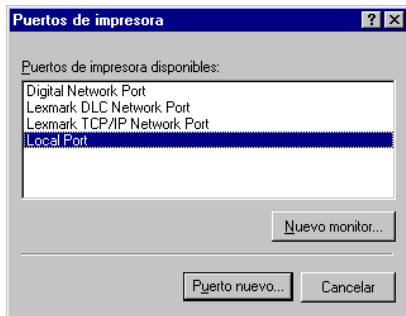 Puertos de impresora
Puertos de impresora disponibles:
Digital Network Port
Lexmark DLC Network Port
Lexmark TCP/IP Network Port
Local Port
Nuevo monitor...
Puerto nuevo...
Cancelar